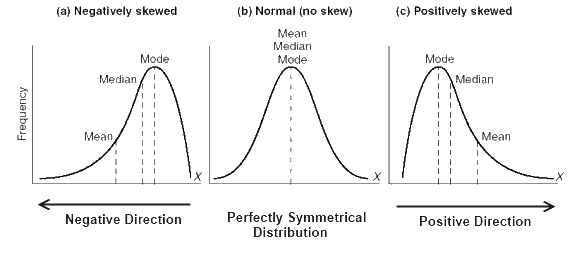 (a) Negatively skewed
(b) Normal (no skew)
(c) Positively skewed
Mean
Median
Mode
Mode
Median
Mean
Mode
Median
Mean
Frequency
X
X
X
Negative Direction
Perfectly Symmetrical
Distribution
Positive Direction